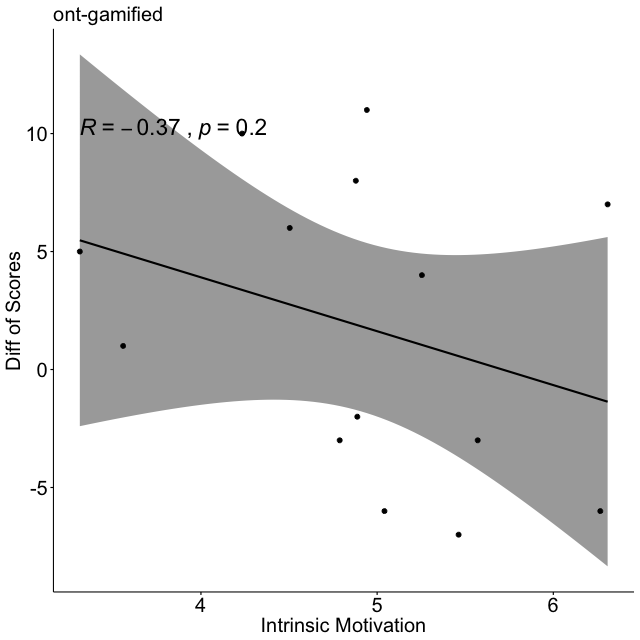 ont-gamified
R = −0.37 , p = 0.2
10
5
0
-5
Diff of Scores
4 5 6
Intrinsic Motivation